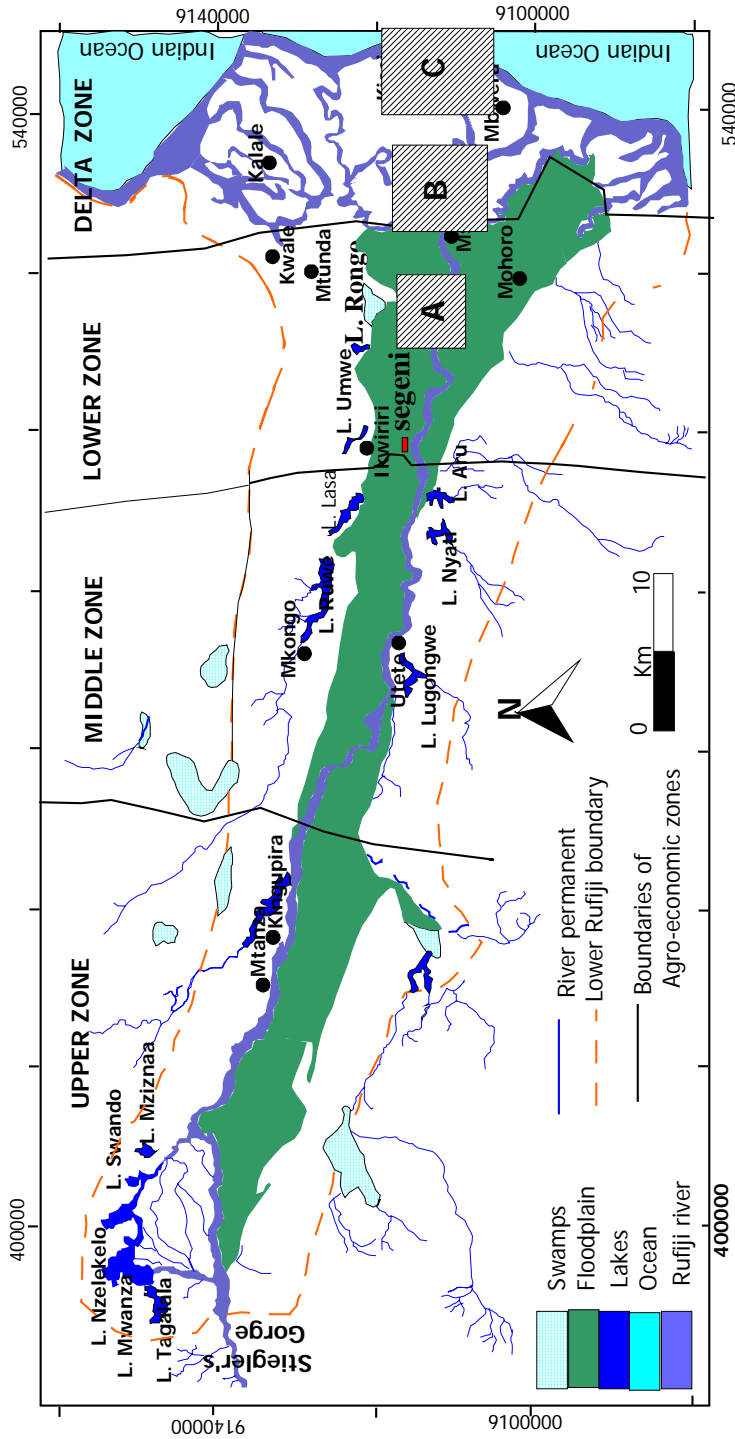 9140000
9100000
Indian Ocean
Indian Ocean
540000
540000
DELTA ZONE
LOWER ZONE
MIDDLE ZONE
UPPER ZONE
A
B
C
Kalale
Kwale
Mtunda
L. Rongo
L. Umwe
Ikwiriri
segeni
Mohoro
L. Lasa
L. Ruwe
Mkongo
L. Aru
L. Nyati
Utete
L. Lugongwe
Mtanza
Kingupira
L. Mziznaa
L. Swando
L. Nzelekelo
L. Mwanza
L. Tagalala
Stiegler's
Gorge
N
0 Km 10
River permanent
Lower Rufiji boundary
Boundaries of
Agro-economic zones
Swamps
Floodplain
Lakes
Ocean
Rufiji river
400000
400000
9140000
9100000